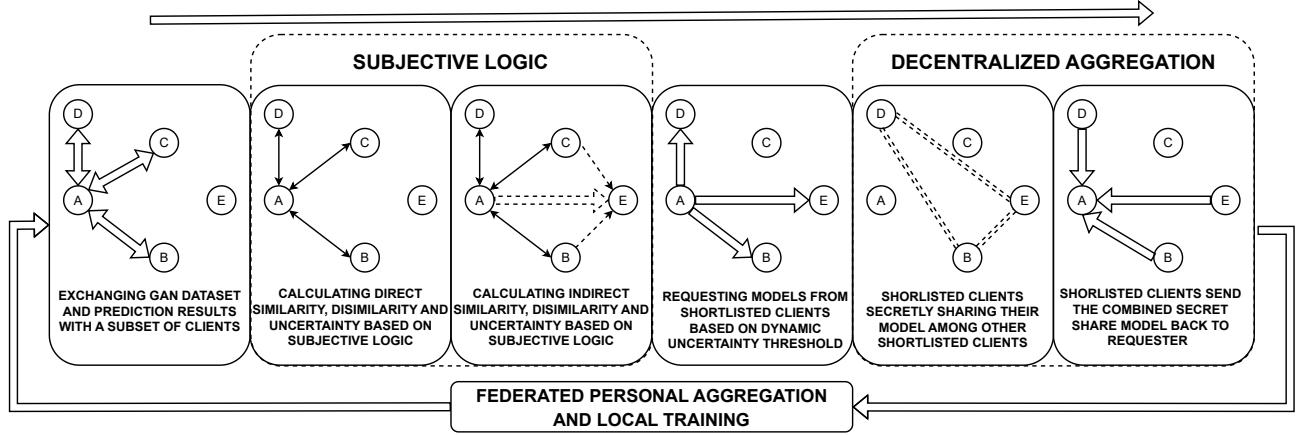 SUBJECTIVE LOGIC
DECENTRALIZED AGGREGATION
D
C
A
E
B
EXCHANGING GAN DATASET
AND PREDICTION RESULTS
WITH A SUBSET OF CLIENTS
D
C
A
E
B
CALCULATING DIRECT
SIMILARITY, DISIMILARITY AND
UNCERTAINTY BASED ON
SUBJECTIVE LOGIC
D
C
A
E
B
CALCULATING INDIRECT
SIMILARITY, DISIMILARITY AND
UNCERTAINTY BASED ON
SUBJECTIVE LOGIC
D
C
A
E
B
REQUESTING MODELS FROM
SHORLISTED CLIENTS
BASED ON DYNAMIC
UNCERTAINTY THRESHOLD
D
C
A
E
B
SHORLISTED CLIENTS
SECRETLY SHARING THEIR
MODEL AMONG OTHER
SHORLISTED CLIENTS
D
C
A
E
B
SHORLISTED CLIENTS SEND
THE COMBINED SECRET
SHARE MODEL BACK TO
REQUESTER
FEDERATED PERSONAL AGGREGATION
AND LOCAL TRAINING